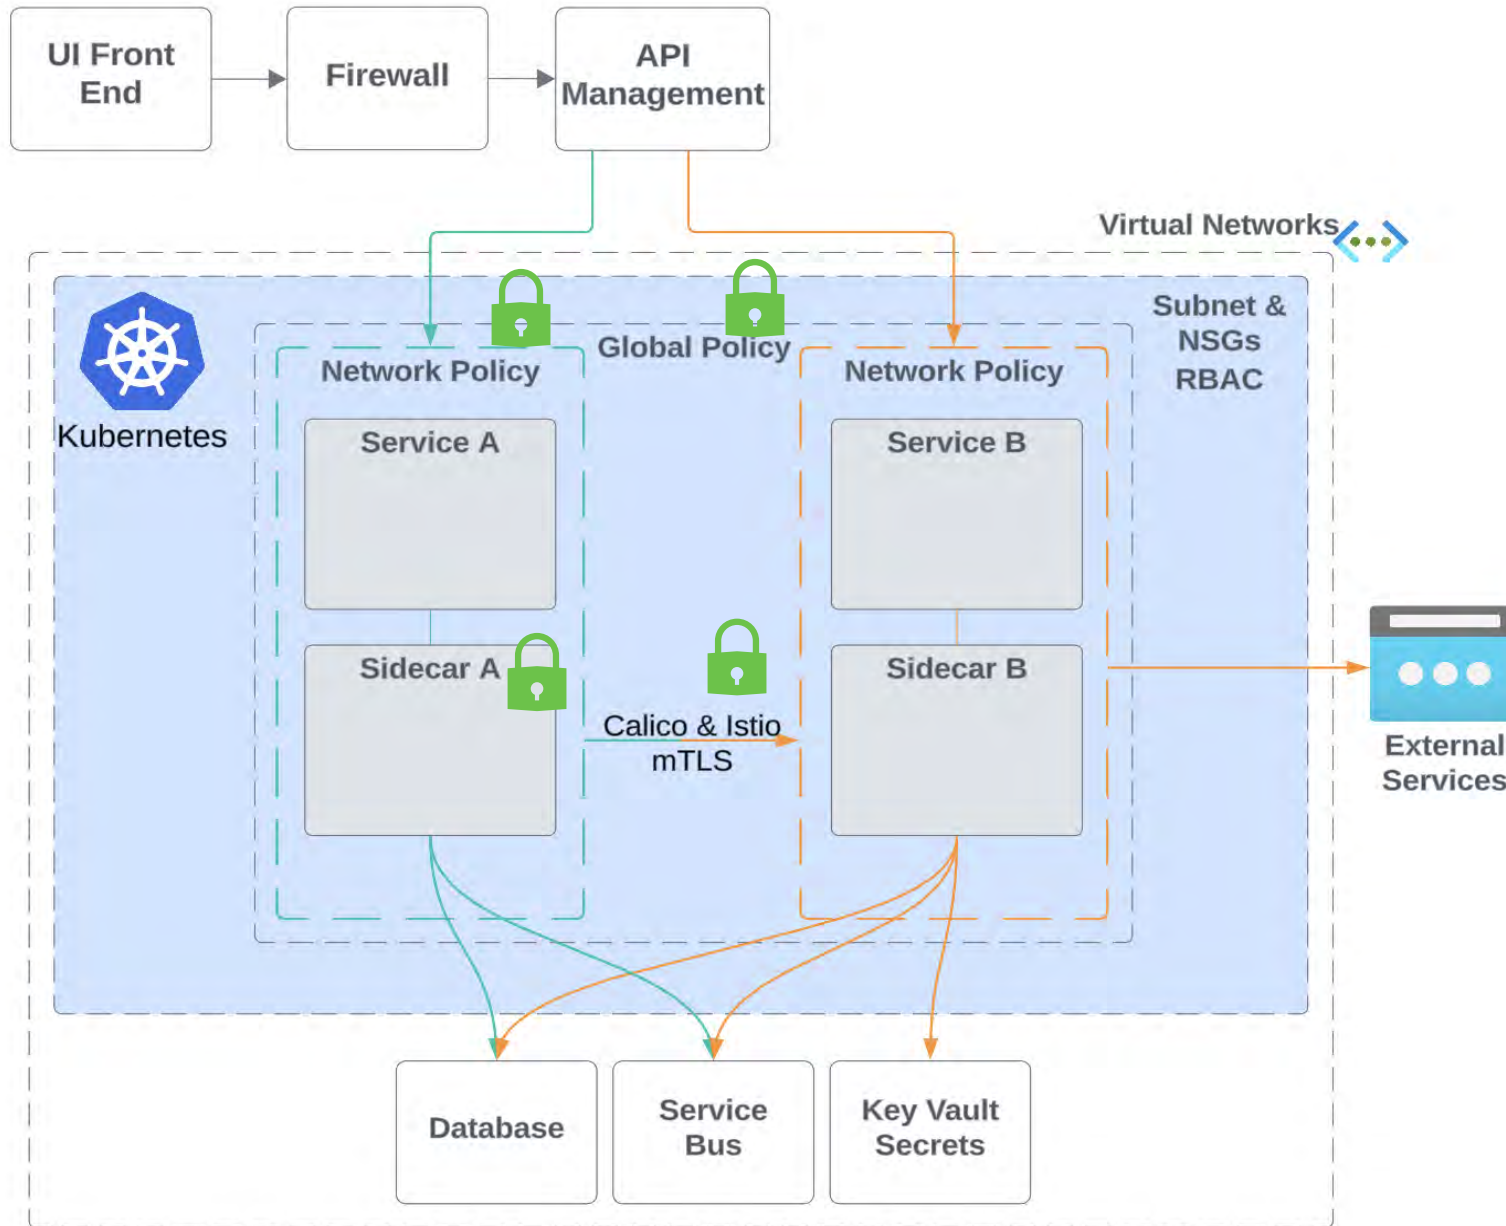 UI Front
End
Firewall
API
Management
Virtual Networks
Subnet &
NSGs
RBAC
Kubernetes
Global Policy
Network Policy
Network Policy
Service A
Service B
Sidecar A
Sidecar B
Calico & Istio
mTLS
External
Services
Database
Service
Bus
Key Vault
Secrets